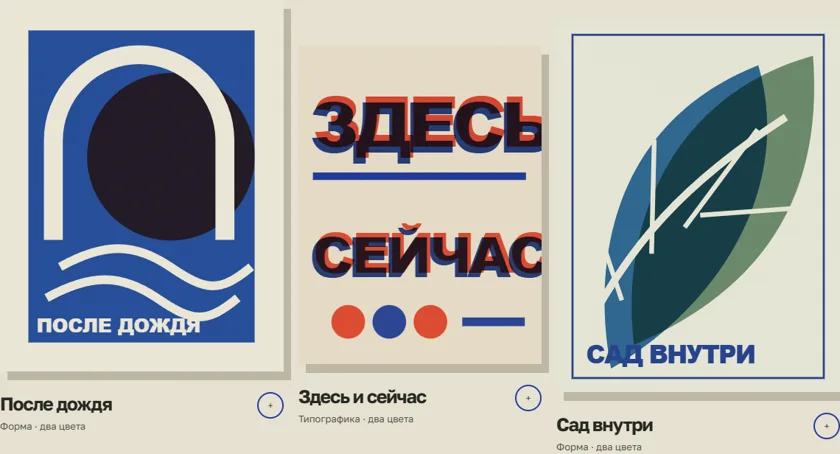 ПОСЛЕ ДОЖДЯ
После дождя
Форма · два цвета
+
ЗДЕСЬ
СЕЙЧАС
Здесь и сейчас
Типографика · два цвета
+
САД ВНУТРИ
Сад внутри
Форма · два цвета
+